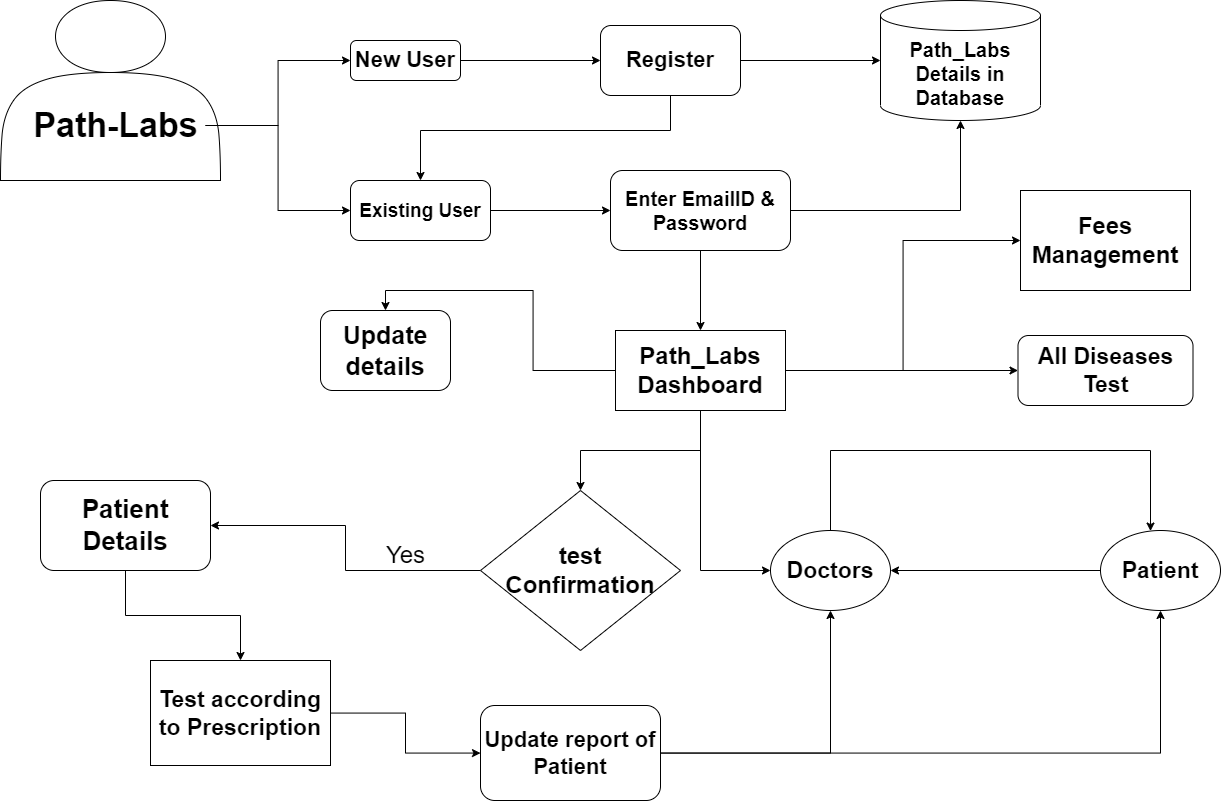 Path-Labs
New User
Register
Path_Labs
Details in
Database
Existing User
Enter EmailID &
Password
Fees
Management
Update
details
Path_Labs
Dashboard
All Diseases
Test
Patient
Details
Yes
test
Confirmation
Doctors
Patient
Test according
to Prescription
Update report of
Patient